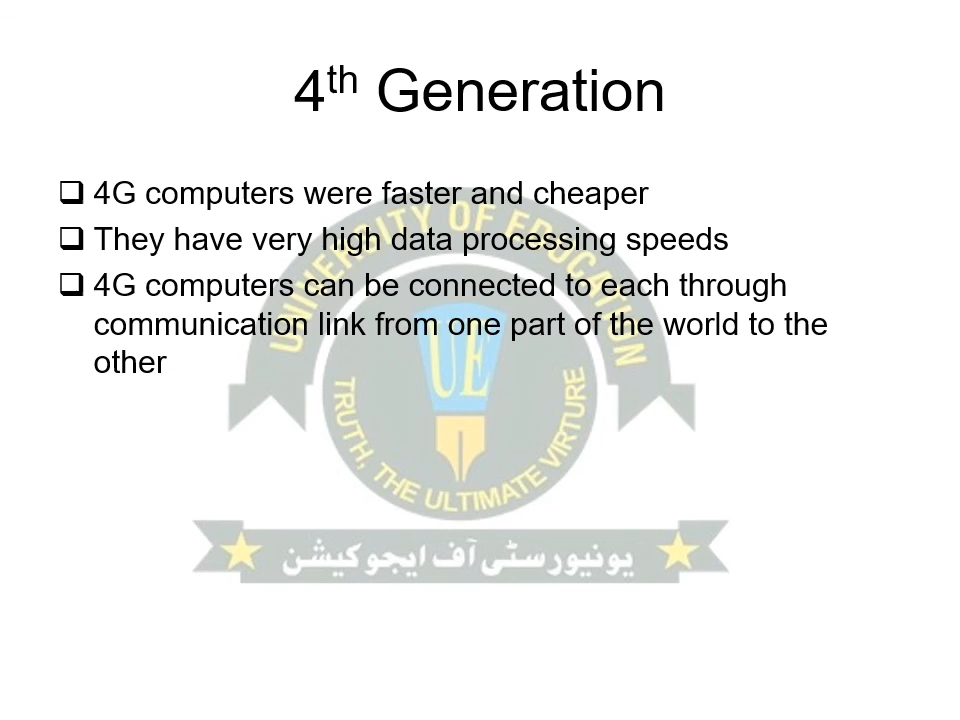 4th Generation
❑ 4G computers were faster and cheaper
❑ They have very high data processing speeds
❑ 4G computers can be connected to each through
communication link from one part of the world to the
other
UNIVERSITY OF EDUCATION
UE
TRUTH, THE ULTIMATE VIRTURE
یونیورسٹی آف ایجوکیشن